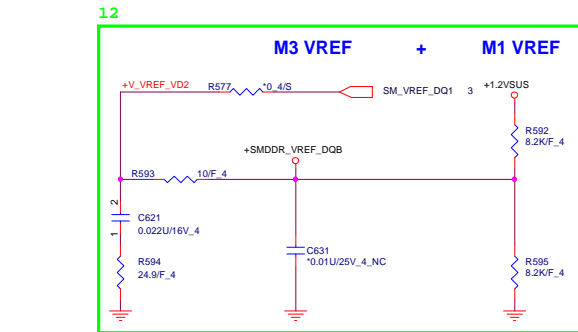 12
M3 VREF + M1 VREF
+V_VREF_VD2
R577
*0_4/S
SM_VREF_DQ1
3
+1.2VSUS
R592
8.2K/F_4
+SMDDR_VREF_DQB
R593
10/F_4
2
C621
0.022U/16V_4
1
C631
*0.01U/25V_4_NC
R594
24.9/F_4
R595
8.2K/F_4